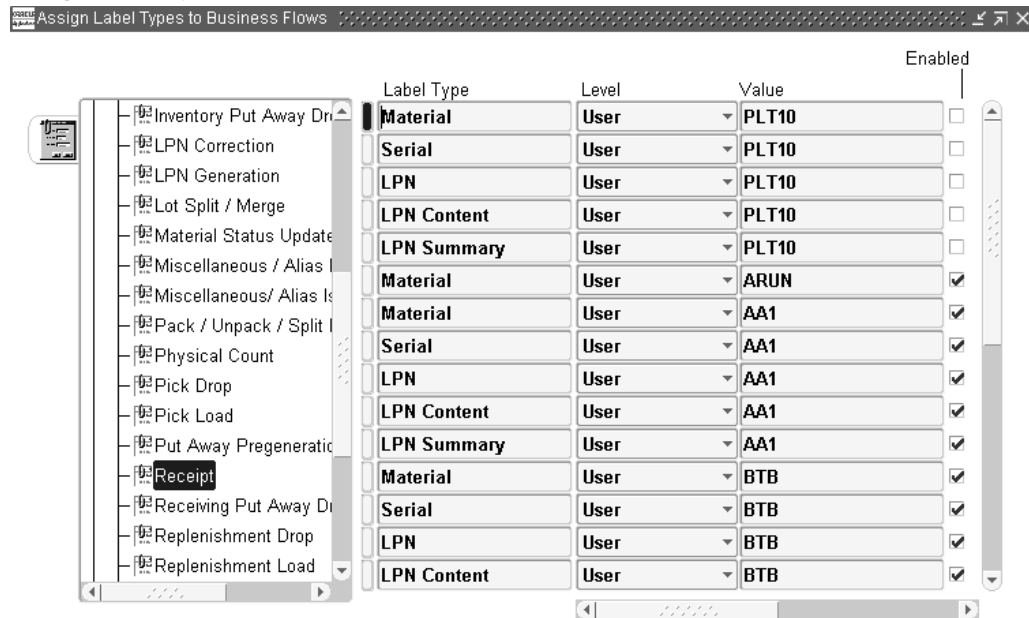 ORACLE Assign Label Types to Business Flows
Enabled
Label Type Level Value
Inventory Put Away Dr
LPN Correction
LPN Generation
Lot Split / Merge
Material Status Update
Miscellaneous / Alias
Miscellaneous/ Alias Is
Pack / Unpack / Split
Physical Count
Pick Drop
Pick Load
Put Away Pregeneratio
Receipt
Receiving Put Away D
Replenishment Drop
Replenishment Load
Material User PLT10
Serial User PLT10
LPN User PLT10
LPN Content User PLT10
LPN Summary User PLT10
Material User ARUN
Material User AA1
Serial User AA1
LPN User AA1
LPN Content User AA1
LPN Summary User AA1
Material User BTB
Serial User BTB
LPN User BTB
LPN Content User BTB